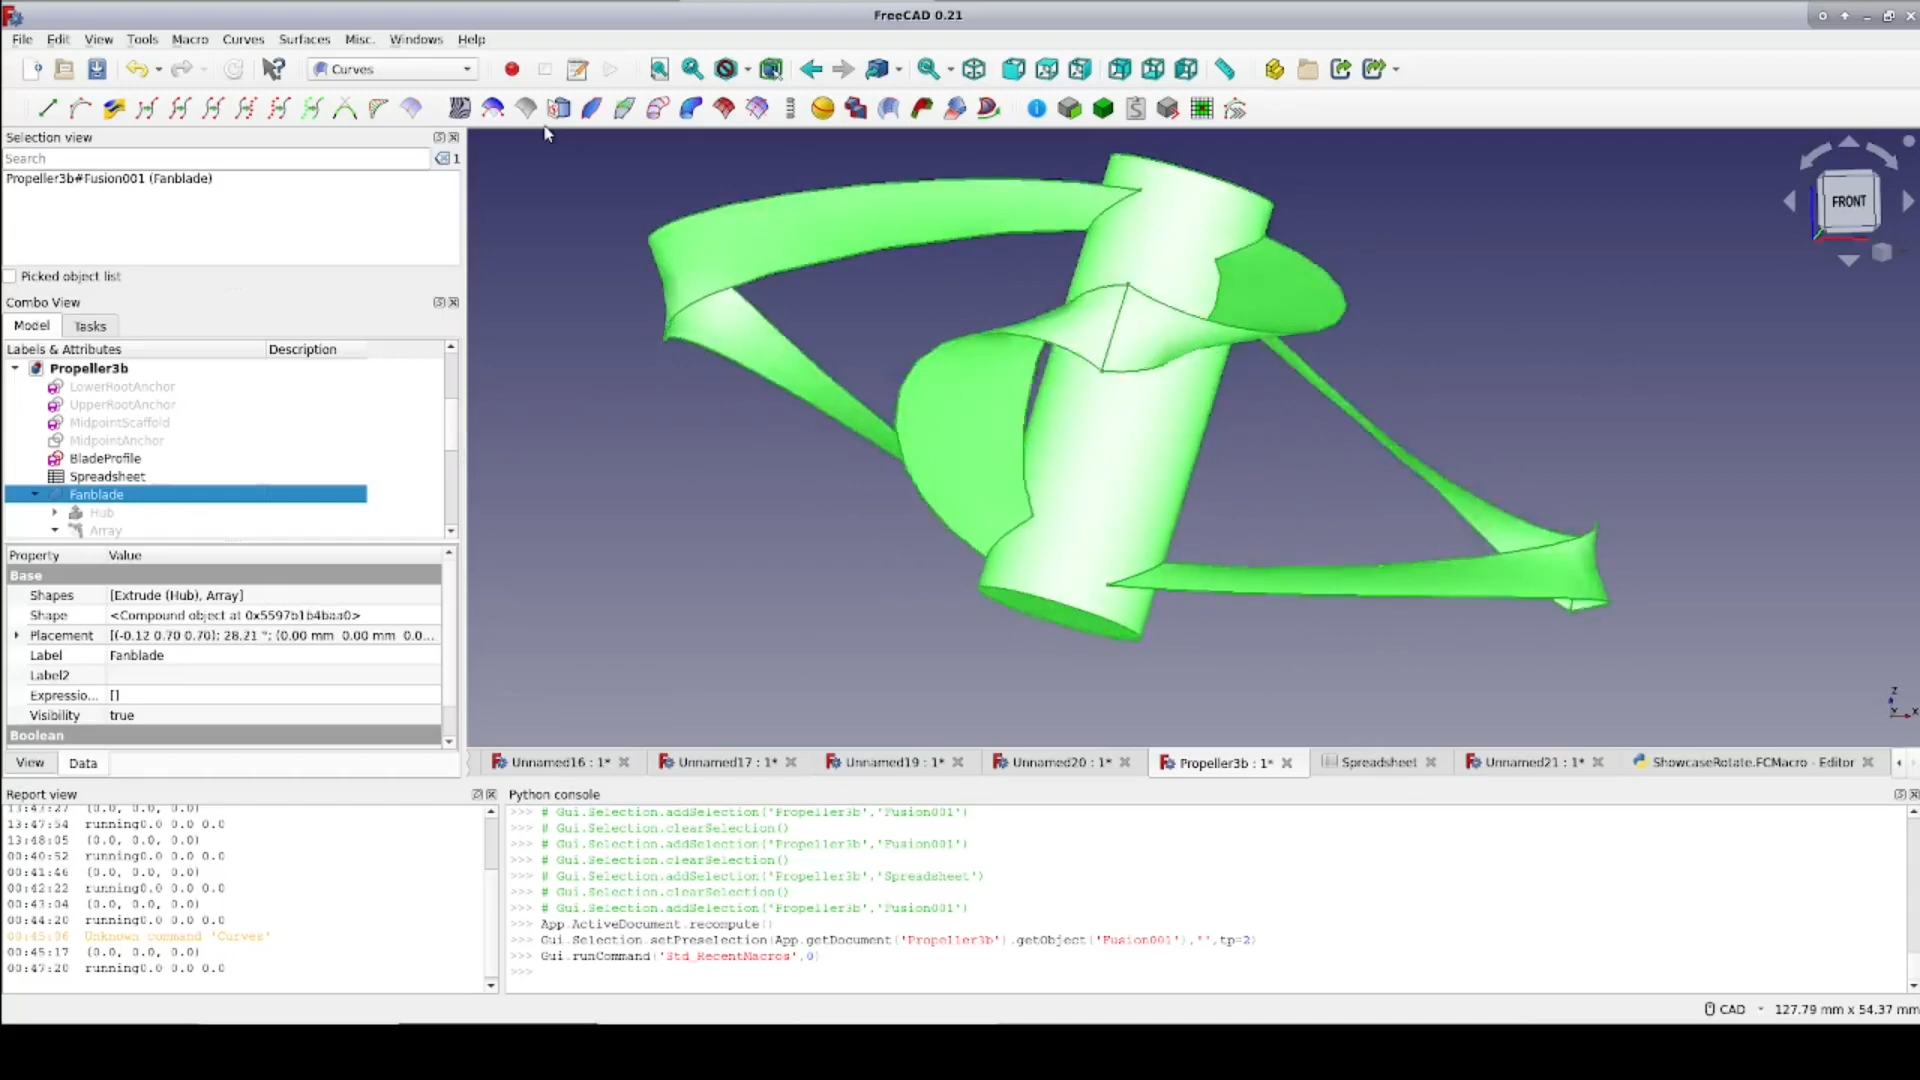 FreeCAD 0.21
File Edit View Tools Macro Curves Surfaces Misc. Windows Help
Curves
Selection view
Search
1
Propeller3b#Fusion001 (Fanblade)
Picked object list
Combo View
Model Tasks
Labels & Attributes Description
Propeller3b
LowerRootAnchor
UpperRootAnchor
MidpointScaffold
MidpointAnchor
BladeProfile
Spreadsheet
Fanblade
Hub
Array
Property Value
Base
Shapes [Extrude (Hub), Array]
Shape <Compound object at 0x5597b1b4baa0>
Placement [(-0.12 0.70 0.70); 28.21 °; (0.00 mm 0.00 mm 0.0...
Label Fanblade
Label2
Expressio... []
Visibility true
Boolean
View Data
FRONT
Z
Y X
Unnamed16 : 1* Unnamed17 : 1* Unnamed19 : 1* Unnamed20 : 1* Propeller3b : 1* Spreadsheet Unnamed21 : 1* ShowcaseRotate.FCMacro - Editor
Report view
13:47:27 (0.0, 0.0, 0.0)
13:47:54 running0.0 0.0 0.0
13:48:05 (0.0, 0.0, 0.0)
00:40:52 running0.0 0.0 0.0
00:41:46 (0.0, 0.0, 0.0)
00:42:22 running0.0 0.0 0.0
00:43:04 (0.0, 0.0, 0.0)
00:44:20 running0.0 0.0 0.0
00:45:06 Unknown command 'Curves'
00:45:17 (0.0, 0.0, 0.0)
00:47:20 running0.0 0.0 0.0
Python console
>>> # Gui.Selection.addSelection('Propeller3b','Fusion001')
>>> # Gui.Selection.clearSelection()
>>> # Gui.Selection.addSelection('Propeller3b','Fusion001')
>>> # Gui.Selection.clearSelection()
>>> # Gui.Selection.addSelection('Propeller3b','Spreadsheet')
>>> # Gui.Selection.clearSelection()
>>> # Gui.Selection.addSelection('Propeller3b','Fusion001')
>>> App.ActiveDocument.recompute()
>>> Gui.Selection.setPreselection(App.getDocument('Propeller3b').getObject('Fusion001'),'',tp=2)
>>> Gui.runCommand('Std_RecentMacros',0)
>>>
CAD 127.79 mm x 54.37 mm